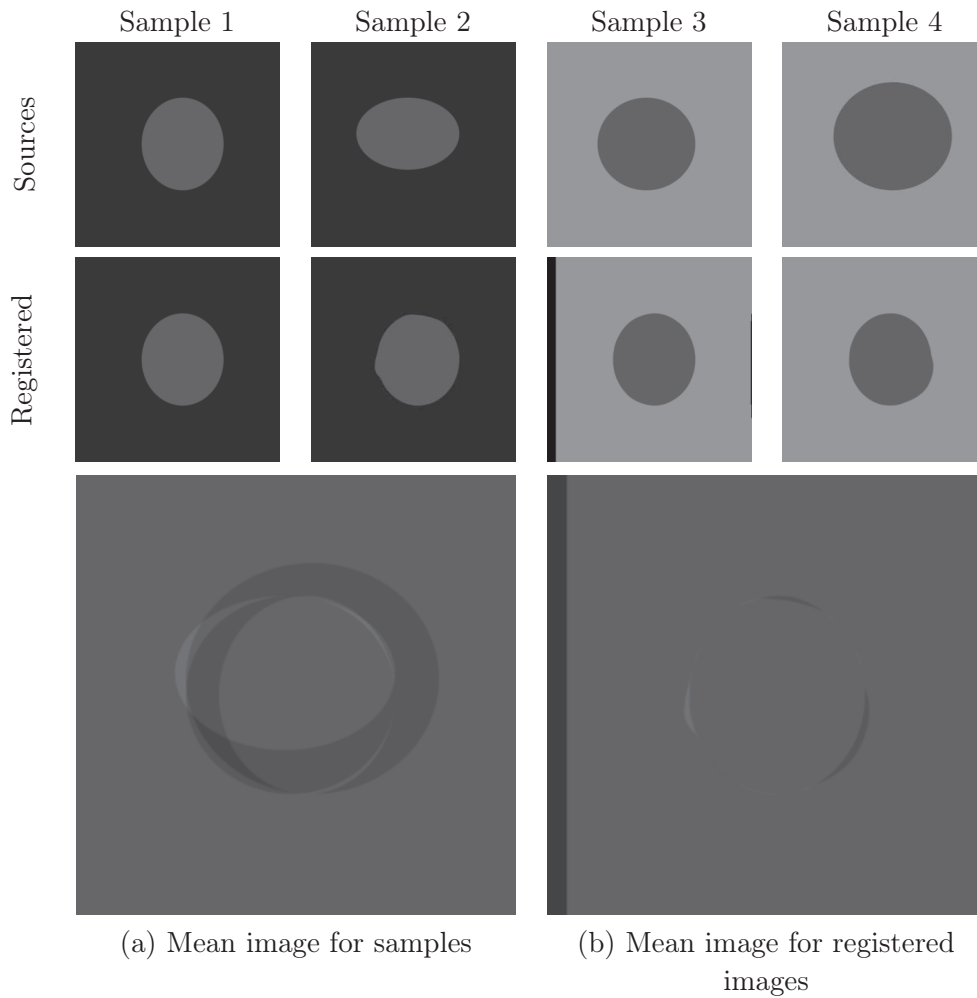 Sample 1 Sample 2 Sample 3 Sample 4
Sources
Registered
(a) Mean image for samples
(b) Mean image for registered
images